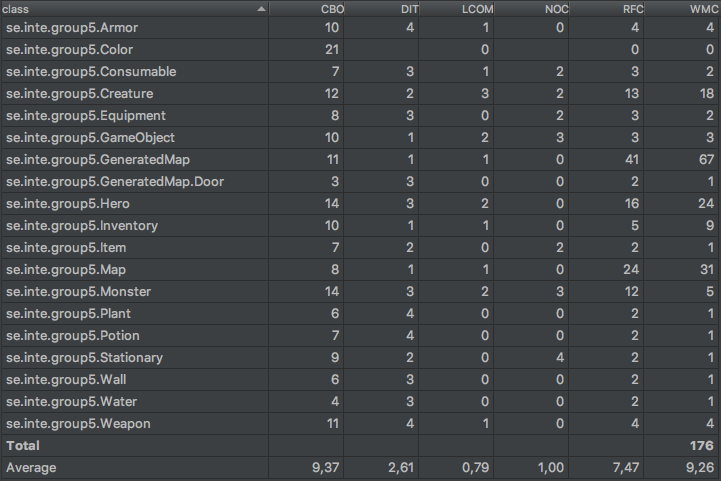 class CBO DIT LCOM NOC RFC WMC
se.inte.group5.Armor 10 4 1 0 4 4
se.inte.group5.Color 21 0 0 0
se.inte.group5.Consumable 7 3 1 2 3 2
se.inte.group5.Creature 12 2 3 2 13 18
se.inte.group5.Equipment 8 3 0 2 3 2
se.inte.group5.GameObject 10 1 2 3 3 3
se.inte.group5.GeneratedMap 11 1 1 0 41 67
se.inte.group5.GeneratedMap.Door 3 3 0 0 2 1
se.inte.group5.Hero 14 3 2 0 16 24
se.inte.group5.Inventory 10 1 1 0 5 9
se.inte.group5.Item 7 2 0 2 2 1
se.inte.group5.Map 8 1 1 0 24 31
se.inte.group5.Monster 14 3 2 3 12 5
se.inte.group5.Plant 6 4 0 0 2 1
se.inte.group5.Potion 7 4 0 0 2 1
se.inte.group5.Stationary 9 2 0 4 2 1
se.inte.group5.Wall 6 3 0 0 2 1
se.inte.group5.Water 4 3 0 0 2 1
se.inte.group5.Weapon 11 4 1 0 4 4
Total 176
Average 9,37 2,61 0,79 1,00 7,47 9,26